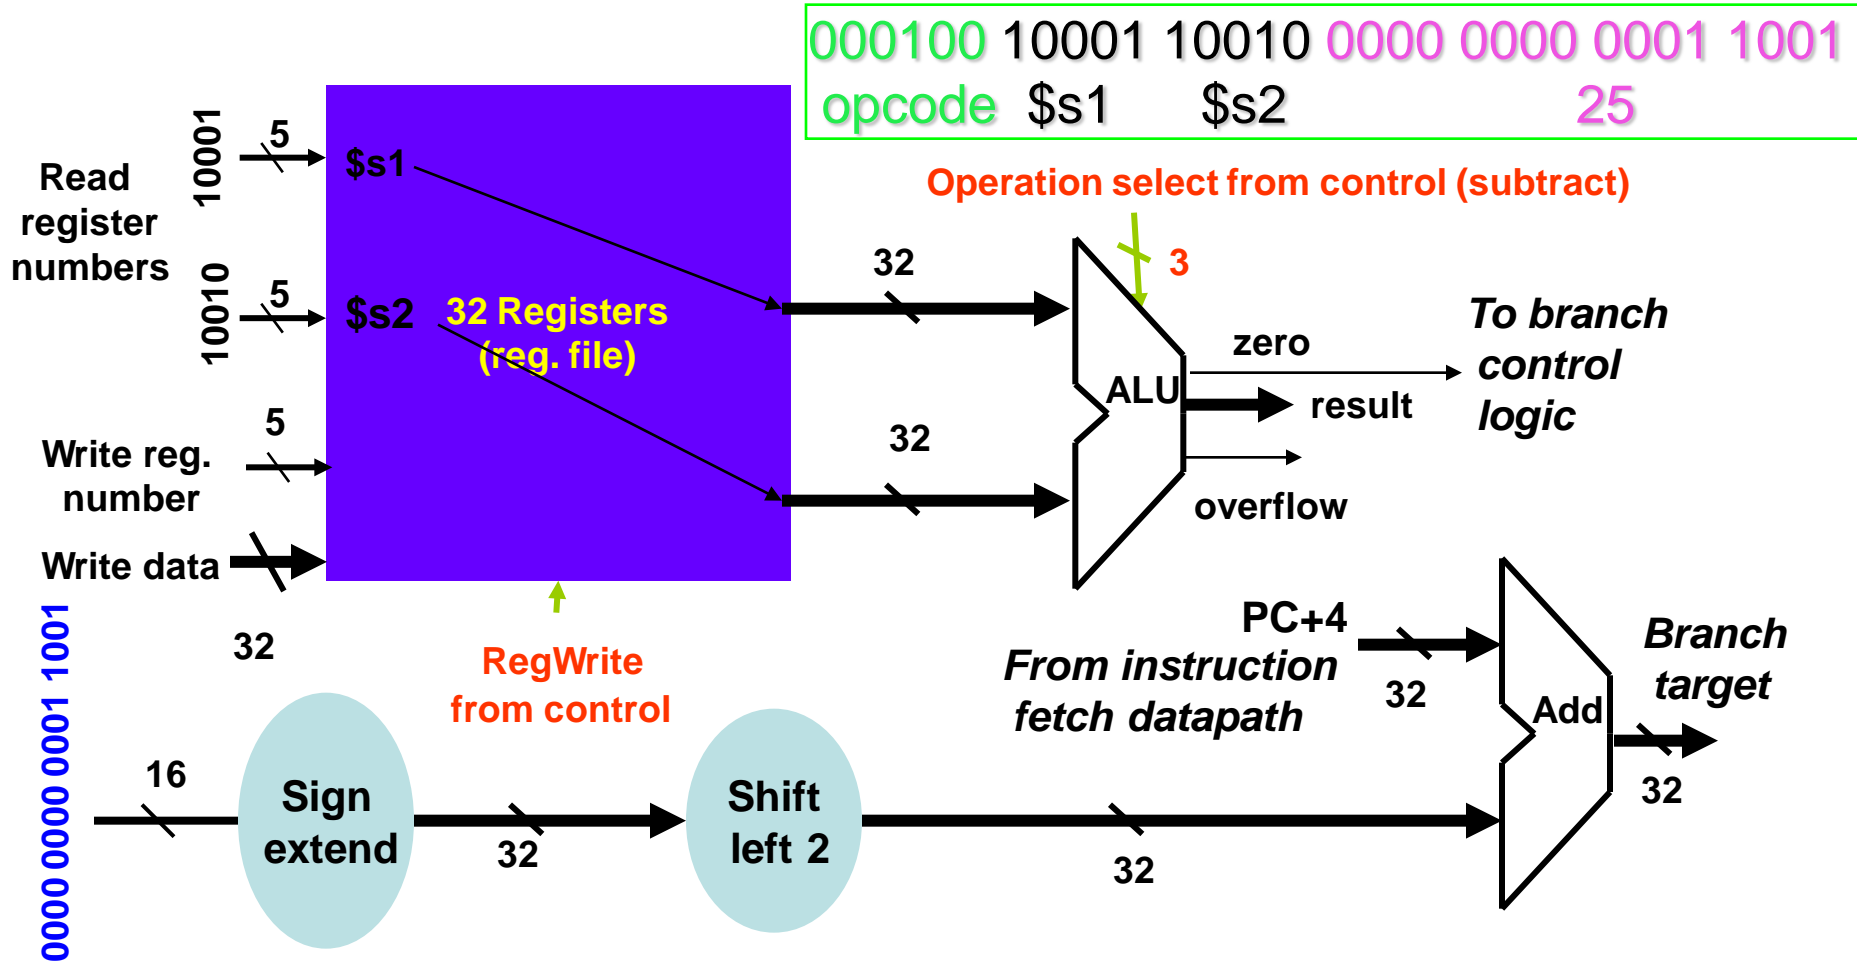 000100 10001 10010 0000 0000 0001 1001
opcode $s1 $s2 25
Operation select from control (subtract)
3
Read
register
numbers
10001
5
$s1
10010
5
$s2
32 Registers
(reg. file)
32
32
ALU
zero
result
overflow
To branch
control
logic
Write reg.
number
5
Write data
32
RegWrite
from control
0000 0000 0001 1001
16
Sign
extend
32
Shift
left 2
32
PC+4
From instruction
fetch datapath
32
Add
Branch
target
32